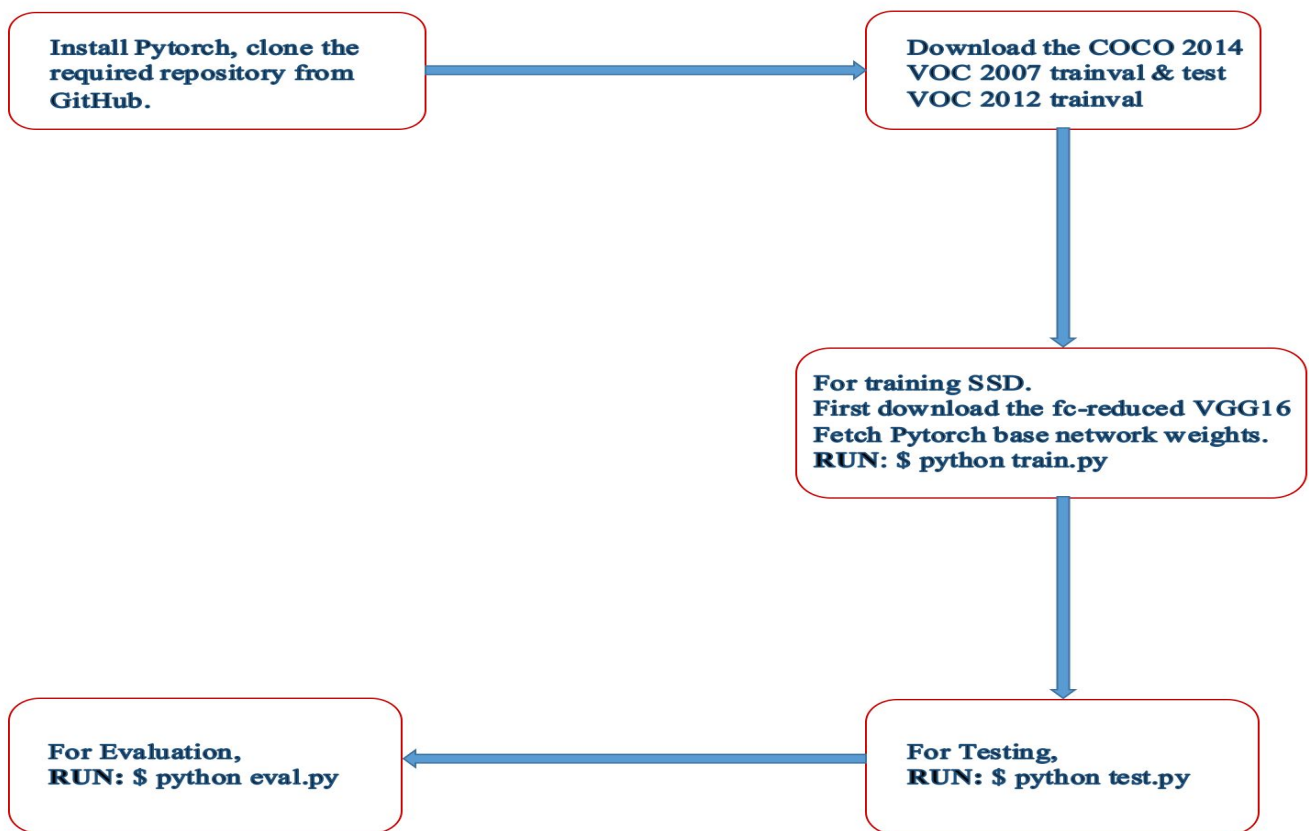 Install Pytorch, clone the
required repository from
GitHub.
Download the COCO 2014
VOC 2007 trainval & test
VOC 2012 trainval
For training SSD.
First download the fc-reduced VGG16
Fetch Pytorch base network weights.
RUN: $ python train.py
For Testing,
RUN: $ python test.py
For Evaluation,
RUN: $ python eval.py